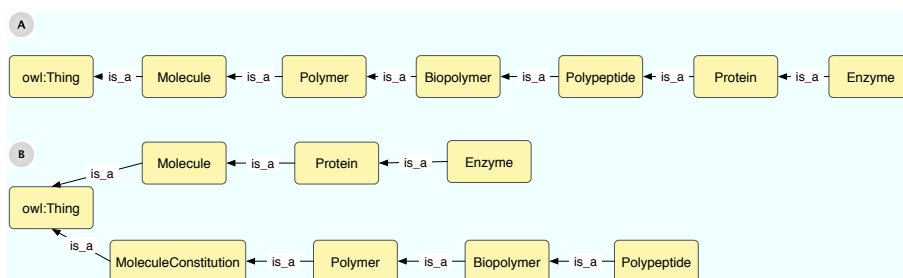 A
owl:Thing is_a Molecule is_a Polymer is_a Biopolymer is_a Polypeptide is_a Protein is_a Enzyme
B
Molecule is_a Protein is_a Enzyme
is_a
owl:Thing
is_a
MoleculeConstitution is_a Polymer is_a Biopolymer is_a Polypeptide